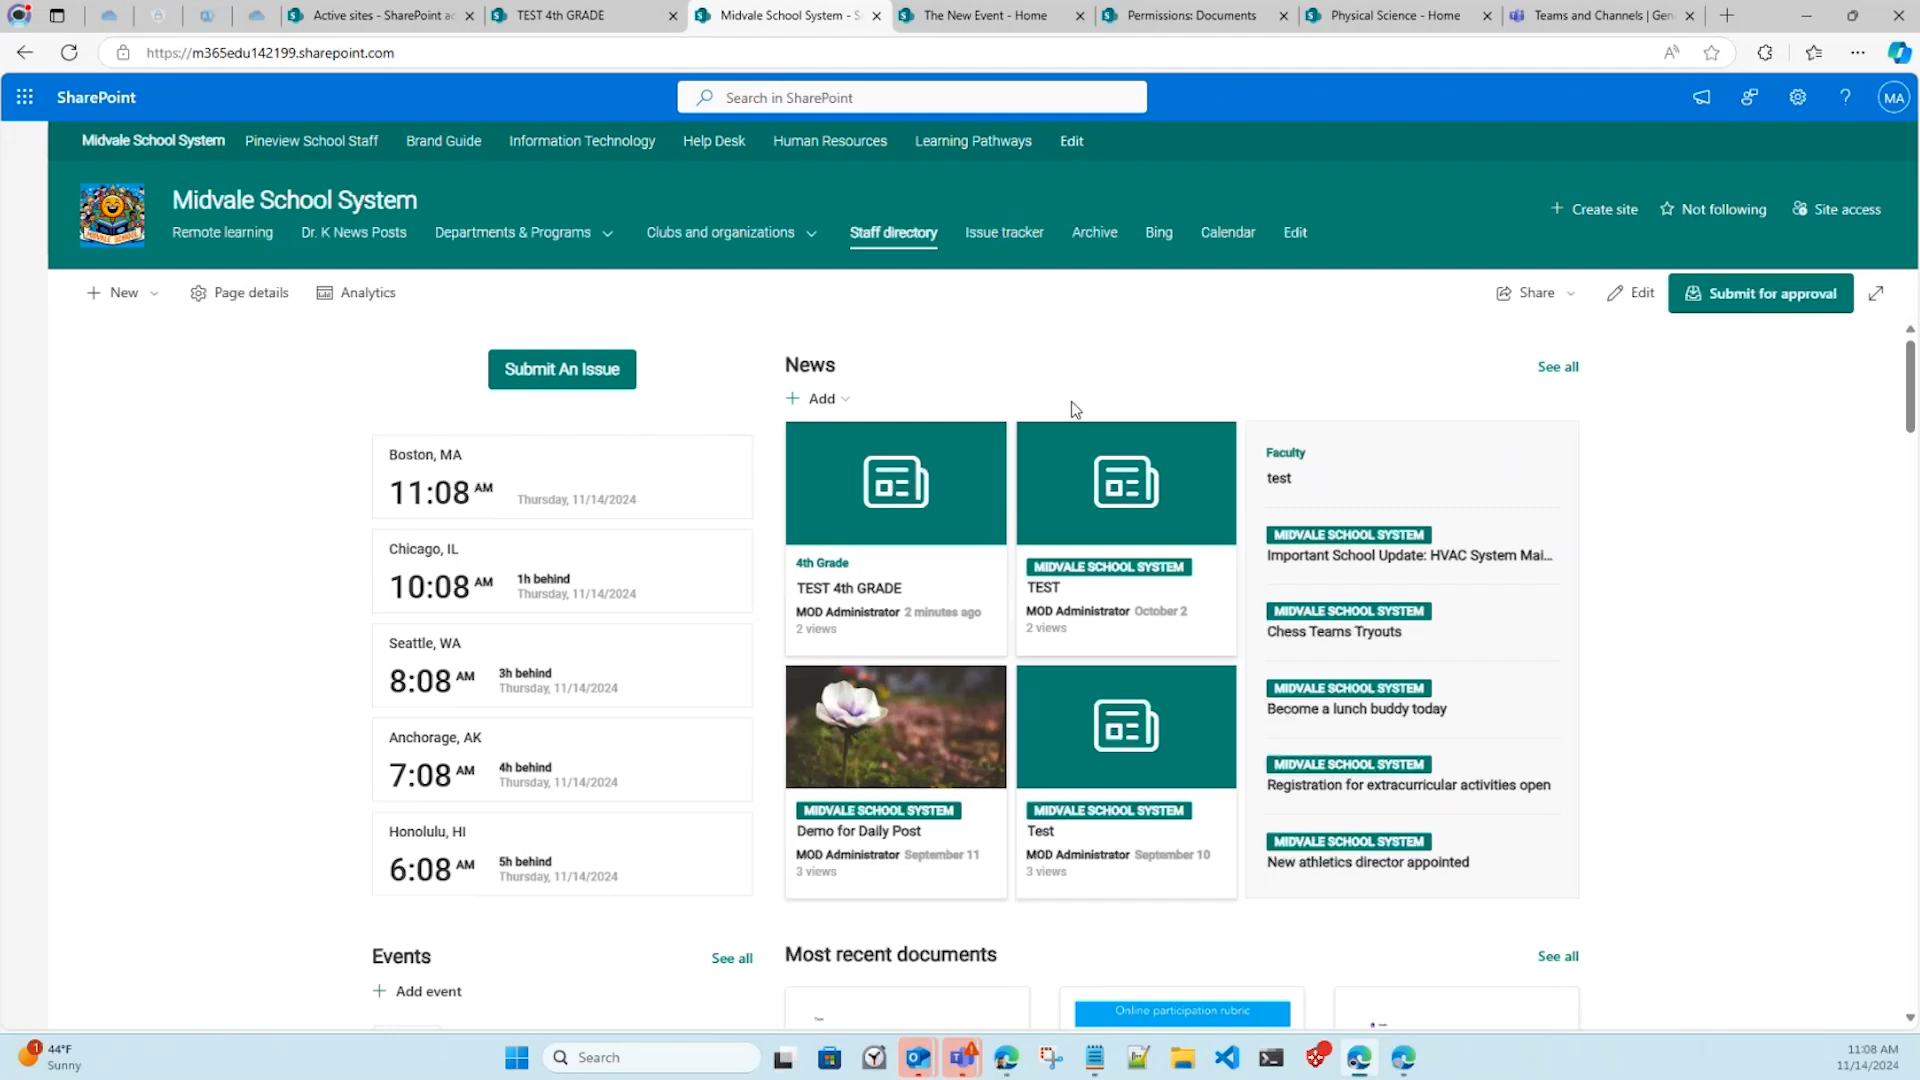 Active sites - SharePoint ac
TEST 4th GRADE
Midvale School System - S
The New Event - Home
Permissions: Documents
Physical Science - Home
Teams and Channels | Gen
https://m365edu142199.sharepoint.com
SharePoint
Search in SharePoint
MA
Midvale School System
Pineview School Staff
Brand Guide
Information Technology
Help Desk
Human Resources
Learning Pathways
Edit
Midvale School System
Create site
Not following
Site access
Remote learning
Dr. K News Posts
Departments & Programs
Clubs and organizations
Staff directory
Issue tracker
Archive
Bing
Calendar
Edit
New
Page details
Analytics
Share
Edit
Submit for approval
Submit An Issue
Boston, MA
11:08 AM
Thursday, 11/14/2024
Chicago, IL
10:08 AM
1h behind
Thursday, 11/14/2024
Seattle, WA
8:08 AM
3h behind
Thursday, 11/14/2024
Anchorage, AK
7:08 AM
4h behind
Thursday, 11/14/2024
Honolulu, HI
6:08 AM
5h behind
Thursday, 11/14/2024
News
See all
Add
4th Grade
TEST 4th GRADE
MOD Administrator 2 minutes ago
2 views
MIDVALE SCHOOL SYSTEM
TEST
MOD Administrator October 2
2 views
MIDVALE SCHOOL SYSTEM
Demo for Daily Post
MOD Administrator September 11
3 views
MIDVALE SCHOOL SYSTEM
Test
MOD Administrator September 10
3 views
Faculty
test
MIDVALE SCHOOL SYSTEM
Important School Update: HVAC System Mai...
MIDVALE SCHOOL SYSTEM
Chess Teams Tryouts
MIDVALE SCHOOL SYSTEM
Become a lunch buddy today
MIDVALE SCHOOL SYSTEM
Registration for extracurricular activities open
MIDVALE SCHOOL SYSTEM
New athletics director appointed
Events
See all
Add event
Most recent documents
See all
Online participation rubric
1
44°F
Sunny
Search
11:08 AM
11/14/2024